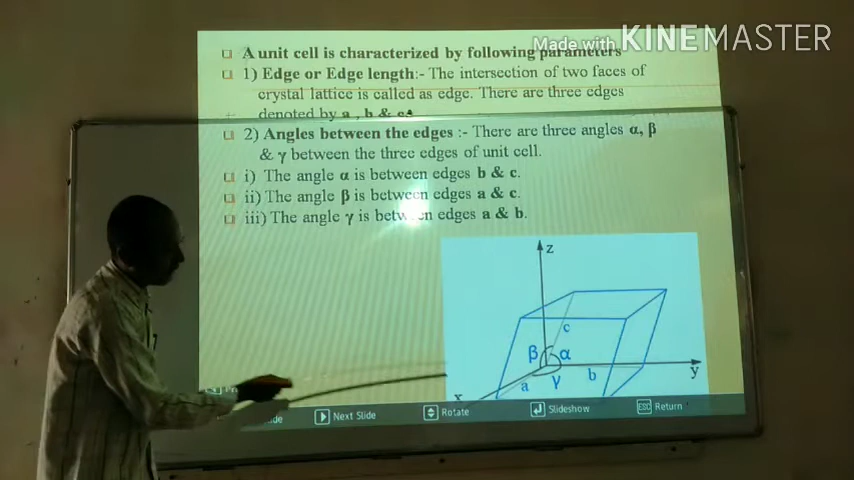 Made with KINEMASTER
A unit cell is characterized by following parameters
1) Edge or Edge length:- The intersection of two faces of
crystal lattice is called as edge. There are three edges
denoted by a , b & c.
2) Angles between the edges :- There are three angles α, β
& γ between the three edges of unit cell.
i) The angle α is between edges b & c.
ii) The angle β is between edges a & c.
iii) The angle γ is between edges a & b.
z
c
β α
a γ b y
x
Next Slide Rotate Slideshow ESC Return